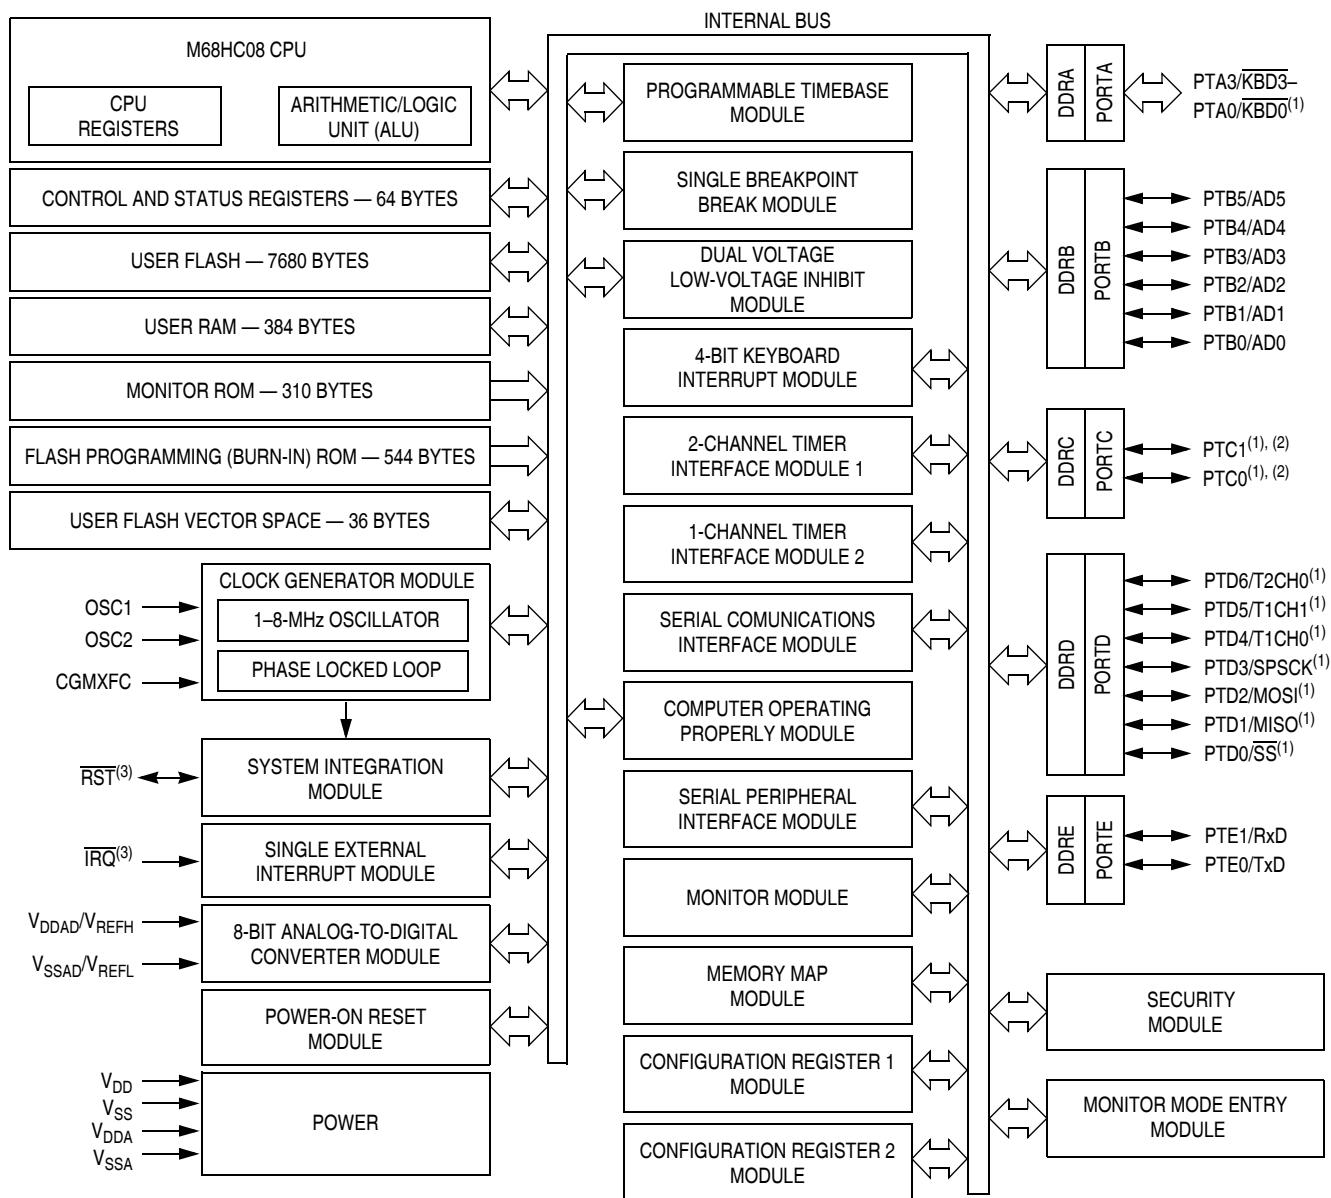 INTERNAL BUS
M68HC08 CPU
CPU
REGISTERS
ARITHMETIC/LOGIC
UNIT (ALU)
CONTROL AND STATUS REGISTERS — 64 BYTES
USER FLASH — 7680 BYTES
USER RAM — 384 BYTES
MONITOR ROM — 310 BYTES
FLASH PROGRAMMING (BURN-IN) ROM — 544 BYTES
USER FLASH VECTOR SPACE — 36 BYTES
CLOCK GENERATOR MODULE
1–8-MHz OSCILLATOR
PHASE LOCKED LOOP
OSC1
OSC2
CGMXFC
SYSTEM INTEGRATION
MODULE
RST(3)
SINGLE EXTERNAL
INTERRUPT MODULE
IRQ(3)
8-BIT ANALOG-TO-DIGITAL
CONVERTER MODULE
VDDAD/VREFH
VSSAD/VREFL
POWER-ON RESET
MODULE
POWER
VDD
VSS
VDDA
VSSA
PROGRAMMABLE TIMEBASE
MODULE
SINGLE BREAKPOINT
BREAK MODULE
DUAL VOLTAGE
LOW-VOLTAGE INHIBIT
MODULE
4-BIT KEYBOARD
INTERRUPT MODULE
2-CHANNEL TIMER
INTERFACE MODULE 1
1-CHANNEL TIMER
INTERFACE MODULE 2
SERIAL COMUNICATIONS
INTERFACE MODULE
COMPUTER OPERATING
PROPERLY MODULE
SERIAL PERIPHERAL
INTERFACE MODULE
MONITOR MODULE
MEMORY MAP
MODULE
CONFIGURATION REGISTER 1
MODULE
CONFIGURATION REGISTER 2
MODULE
DDRA
PORTA
PTA3/KBD3–
PTA0/KBD0(1)
DDRB
PORTB
PTB5/AD5
PTB4/AD4
PTB3/AD3
PTB2/AD2
PTB1/AD1
PTB0/AD0
DDRC
PORTC
PTC1(1), (2)
PTC0(1), (2)
DDRD
PORTD
PTD6/T2CH0(1)
PTD5/T1CH1(1)
PTD4/T1CH0(1)
PTD3/SPSCK(1)
PTD2/MOSI(1)
PTD1/MISO(1)
PTD0/SS(1)
DDRE
PORTE
PTE1/RxD
PTE0/TxD
SECURITY
MODULE
MONITOR MODE ENTRY
MODULE